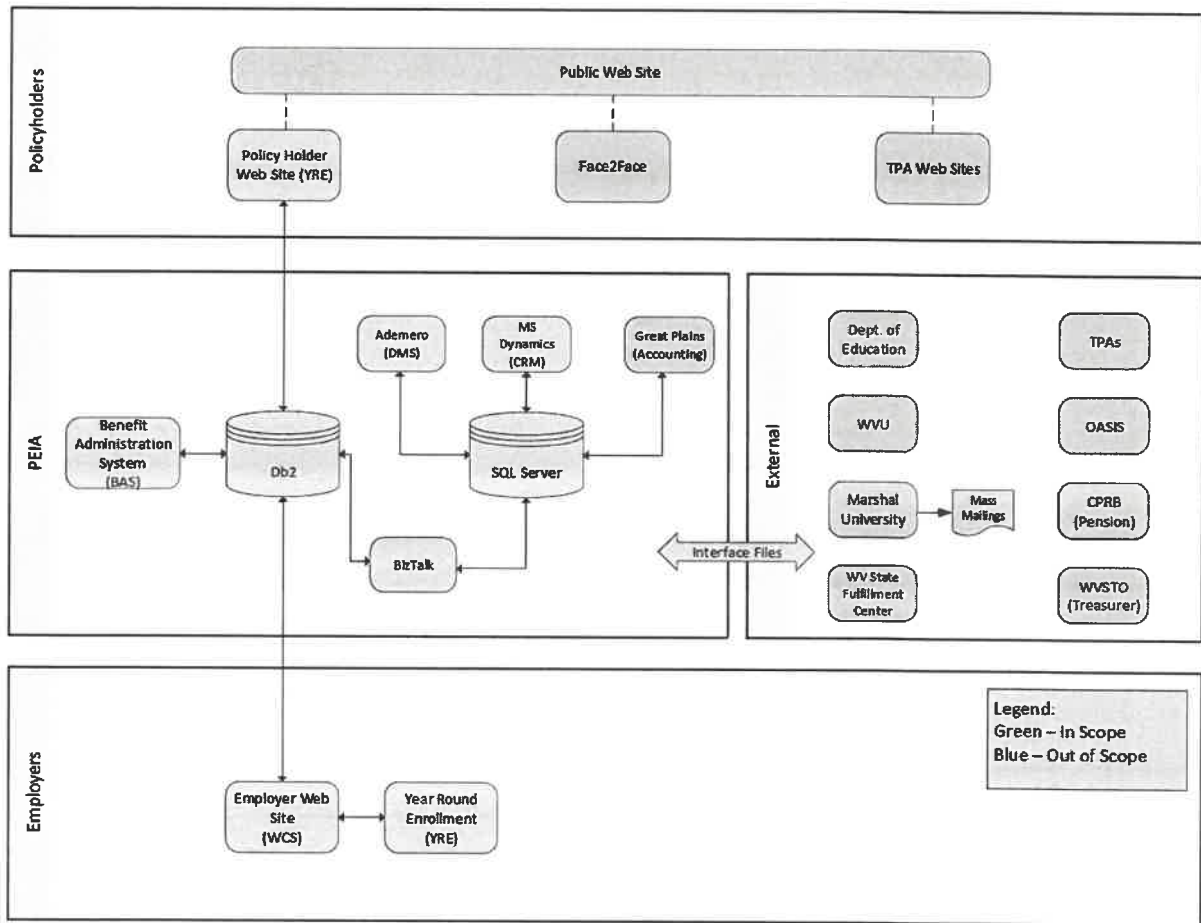 Policyholders
Public Web Site
Policy Holder
Web Site (YRE)
Face2Face
TPA Web Sites
PEIA
Ademero
(DMS)
MS
Dynamics
(CRM)
Great Plains
(Accounting)
Benefit
Administration
System
(BAS)
Db2
SQL Server
BizTalk
Interface Files
External
Dept. of
Education
TPAs
WVU
OASIS
Marshal
University
Mass
Mailings
CPRB
(Pension)
WV State
Fulfillment
Center
WVSTO
(Treasurer)
Employers
Employer Web
Site
(WCS)
Year Round
Enrollment
(YRE)
Legend:
Green – In Scope
Blue – Out of Scope